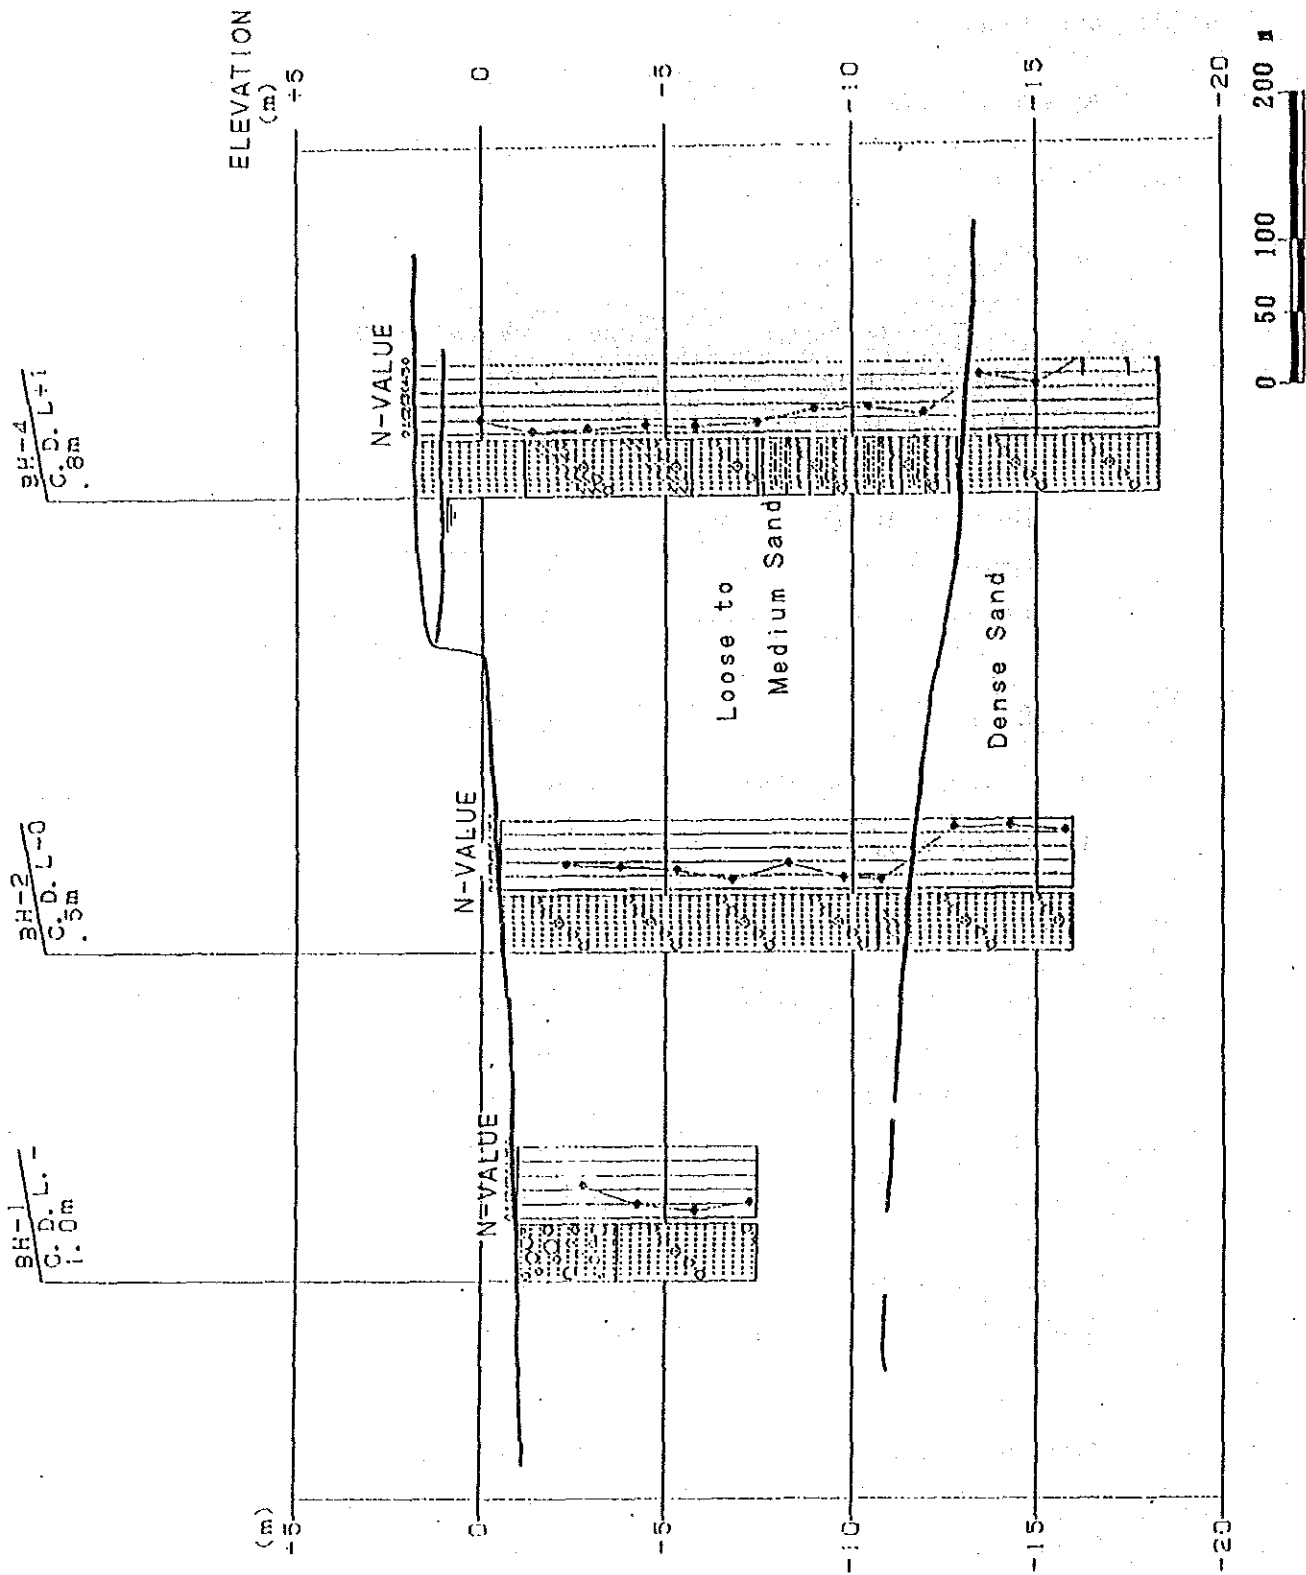 BH-1
C. D. L. -
1. 0m
BH-2
C. D. L -0
. 5m
BH-4
C. D. L+1
. 8m
ELEVATION
(m)
(m)
+5
0
-5
-10
-15
-20
+5
0
-5
-10
-15
-20
N-VALUE
N-VALUE
N-VALUE
Loose to
Medium Sand
Dense Sand
0 50 100 200 m